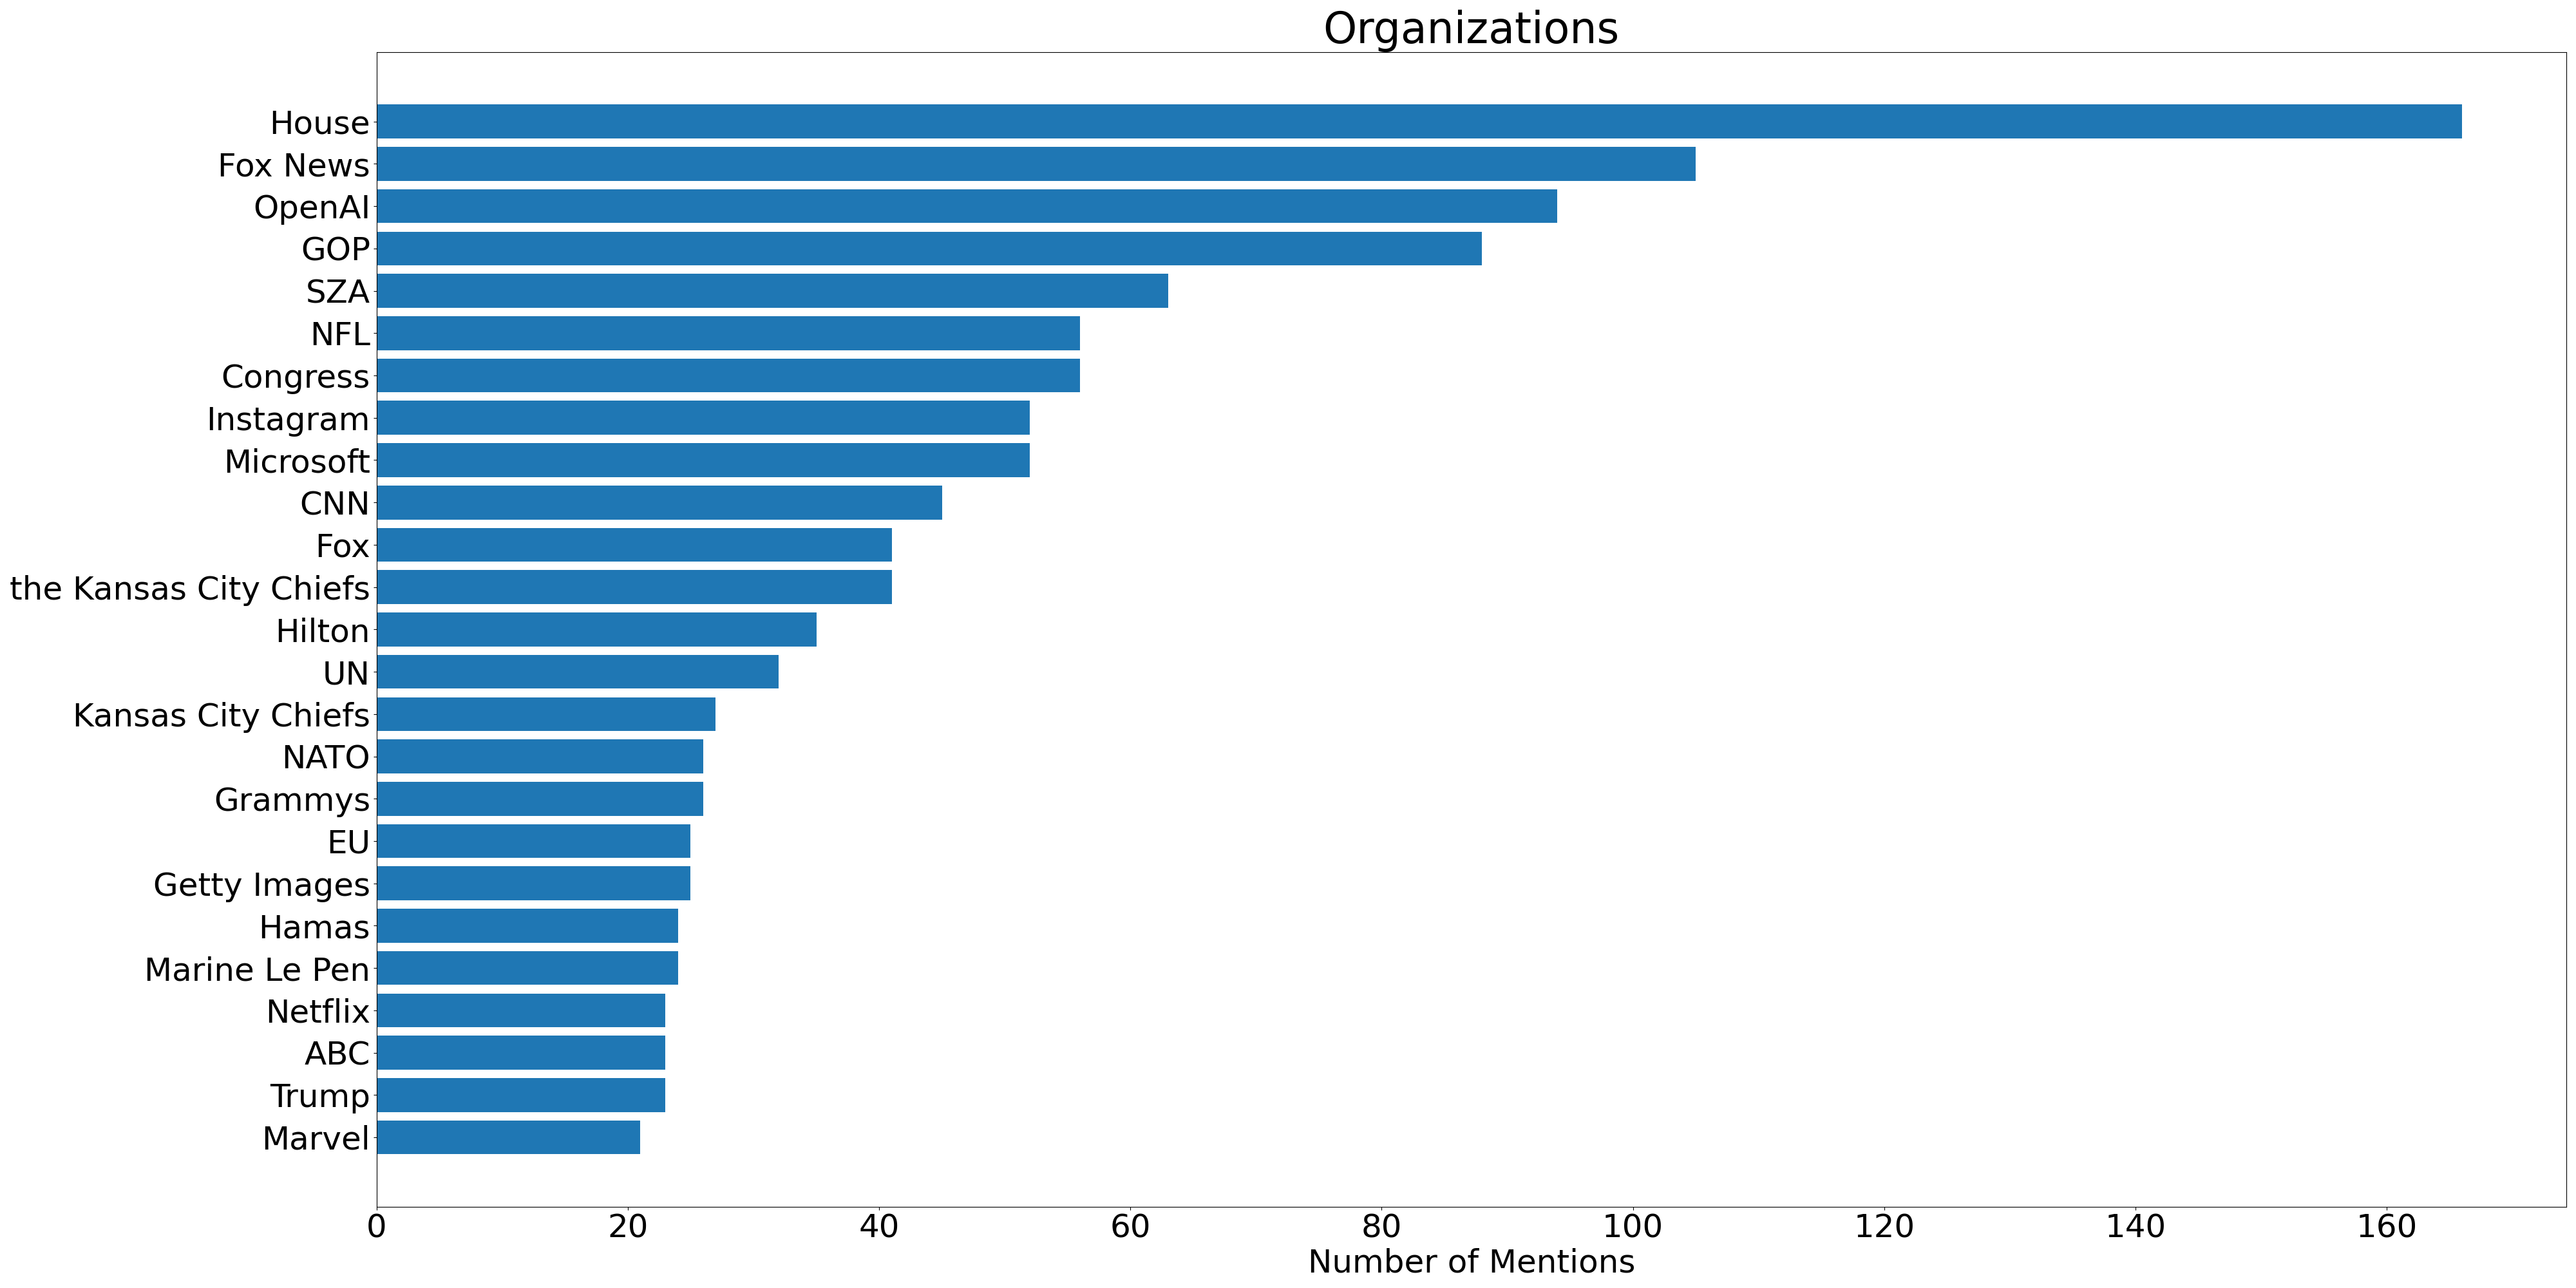 Organizations
House
Fox News
OpenAI
GOP
SZA
NFL
Congress
Instagram
Microsoft
CNN
Fox
the Kansas City Chiefs
Hilton
UN
Kansas City Chiefs
NATO
Grammys
EU
Getty Images
Hamas
Marine Le Pen
Netflix
ABC
Trump
Marvel
0 20 40 60 80 100 120 140 160
Number of Mentions